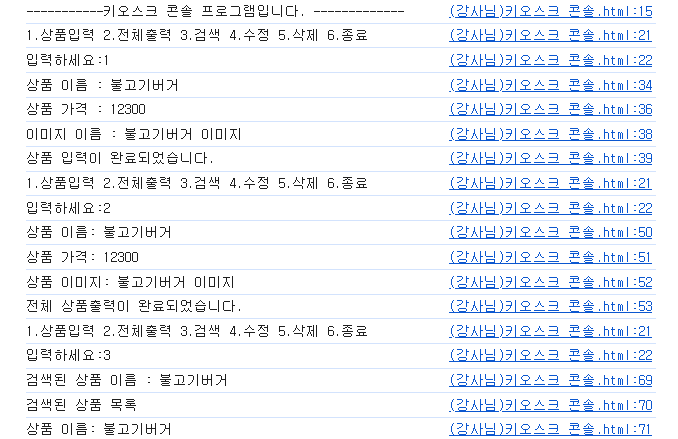 -----------키오스크 콘솔 프로그램입니다. ------------- (강사님)키오스크 콘솔.html:15
1.상품입력 2.전체출력 3.검색 4.수정 5.삭제 6.종료 (강사님)키오스크 콘솔.html:21
입력하세요:1 (강사님)키오스크 콘솔.html:22
상품 이름 : 불고기버거 (강사님)키오스크 콘솔.html:34
상품 가격 : 12300 (강사님)키오스크 콘솔.html:36
이미지 이름 : 불고기버거 이미지 (강사님)키오스크 콘솔.html:38
상품 입력이 완료되었습니다. (강사님)키오스크 콘솔.html:39
1.상품입력 2.전체출력 3.검색 4.수정 5.삭제 6.종료 (강사님)키오스크 콘솔.html:21
입력하세요:2 (강사님)키오스크 콘솔.html:22
상품 이름: 불고기버거 (강사님)키오스크 콘솔.html:50
상품 가격: 12300 (강사님)키오스크 콘솔.html:51
상품 이미지: 불고기버거 이미지 (강사님)키오스크 콘솔.html:52
전체 상품출력이 완료되었습니다. (강사님)키오스크 콘솔.html:53
1.상품입력 2.전체출력 3.검색 4.수정 5.삭제 6.종료 (강사님)키오스크 콘솔.html:21
입력하세요:3 (강사님)키오스크 콘솔.html:22
검색된 상품 이름 : 불고기버거 (강사님)키오스크 콘솔.html:69
검색된 상품 목록 (강사님)키오스크 콘솔.html:70
상품 이름: 불고기버거 (강사님)키오스크 콘솔.html:71